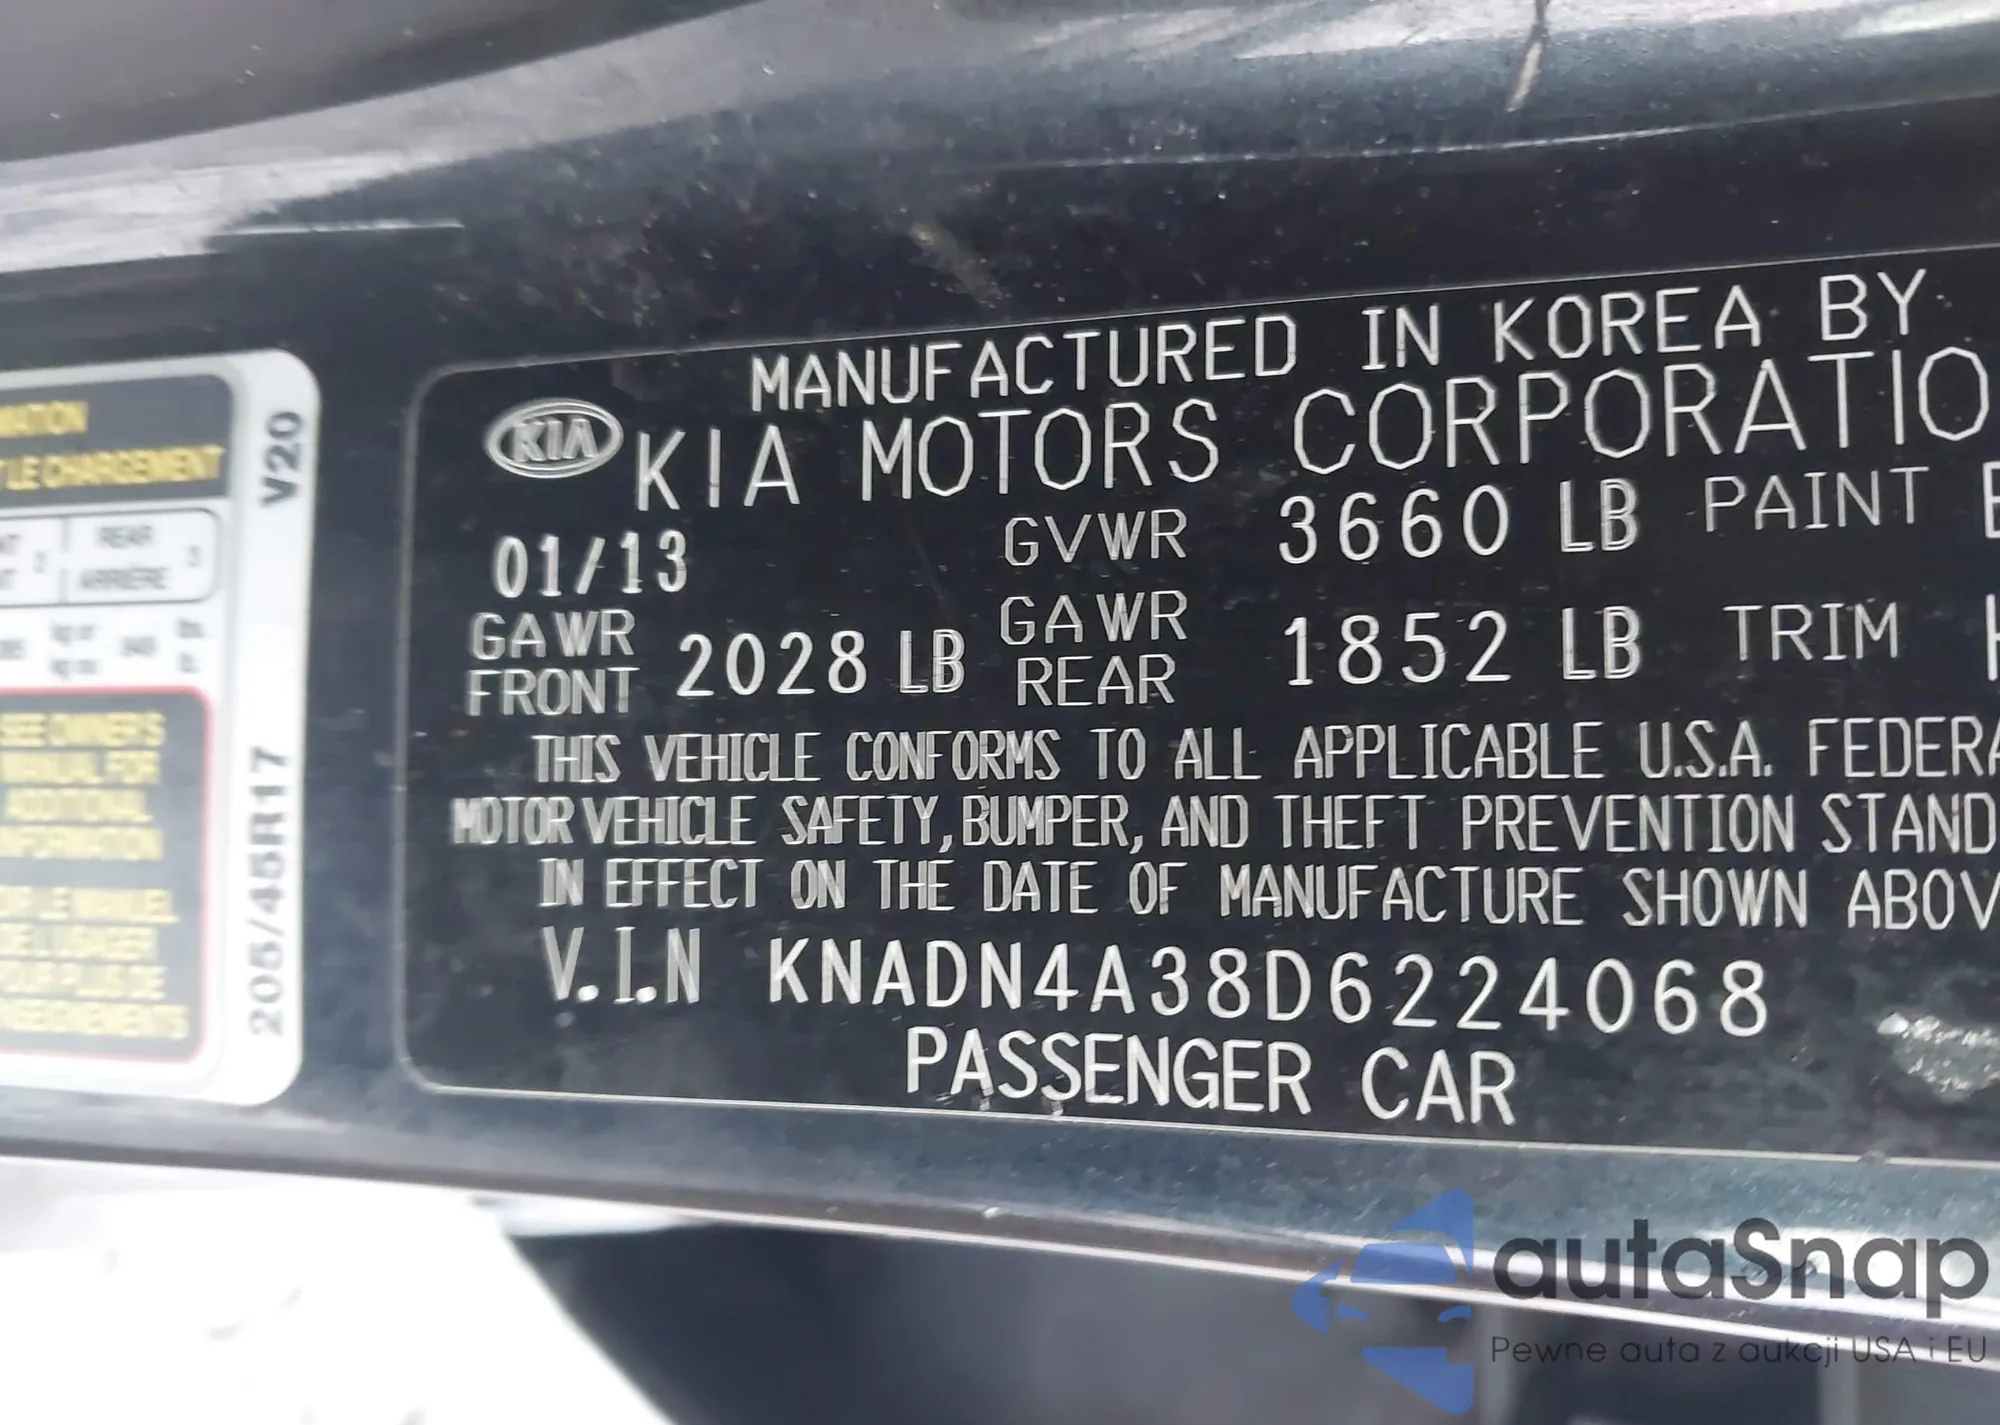 MANUFACTURED IN KOREA BY
KIA KIA MOTORS CORPORATIO
01/13 GVWR 3660 LB PAINT
GAWR FRONT 2028 LB GAWR REAR 1852 LB TRIM
THIS VEHICLE CONFORMS TO ALL APPLICABLE U.S.A. FEDERA
MOTOR VEHICLE SAFETY, BUMPER, AND THEFT PREVENTION STAND
IN EFFECT ON THE DATE OF MANUFACTURE SHOWN ABOV
V.I.N KNADN4A38D6224068
PASSENGER CAR
MATION
LE CHARGEMENT
V20
REAR
ARRIÈRE
205/45R17
SEE OWNER'S
MANUAL FOR
ADDITIONAL
INFORMATION
autaSnap
Pewne auta z aukcji USA i EU